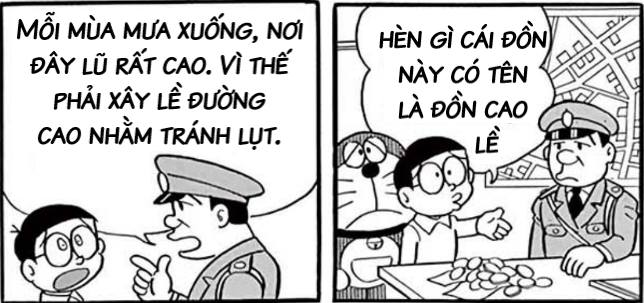 MỖI MÙA MƯA XUỐNG, NƠI
ĐÂY LŨ RẤT CAO. VÌ THẾ
PHẢI XÂY LỀ ĐƯỜNG
CAO NHẰM TRÁNH LỤT.
HÈN GÌ CÁI ĐỒN
NÀY CÓ TÊN
LÀ ĐỒN CAO
LỀ